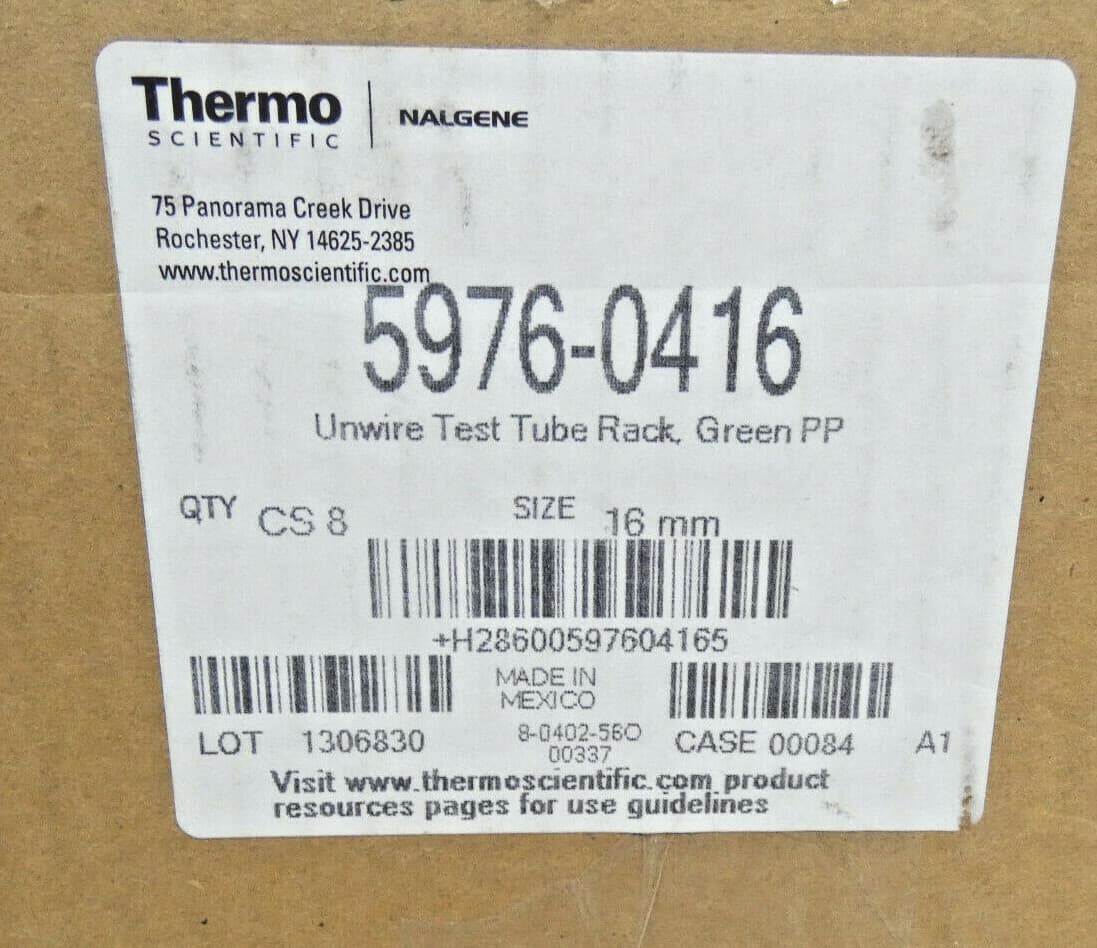 Thermo
SCIENTIFIC
NALGENE
75 Panorama Creek Drive
Rochester, NY 14625-2385
www.thermoscientific.com
5976-0416
Unwire Test Tube Rack, Green PP
QTY CS 8 SIZE 16 mm
+H28600597604165
MADE IN
MEXICO
LOT 1306830
8-0402-56O
00337
CASE 00084 A1
Visit www.thermoscientific.com product
resources pages for use guidelines